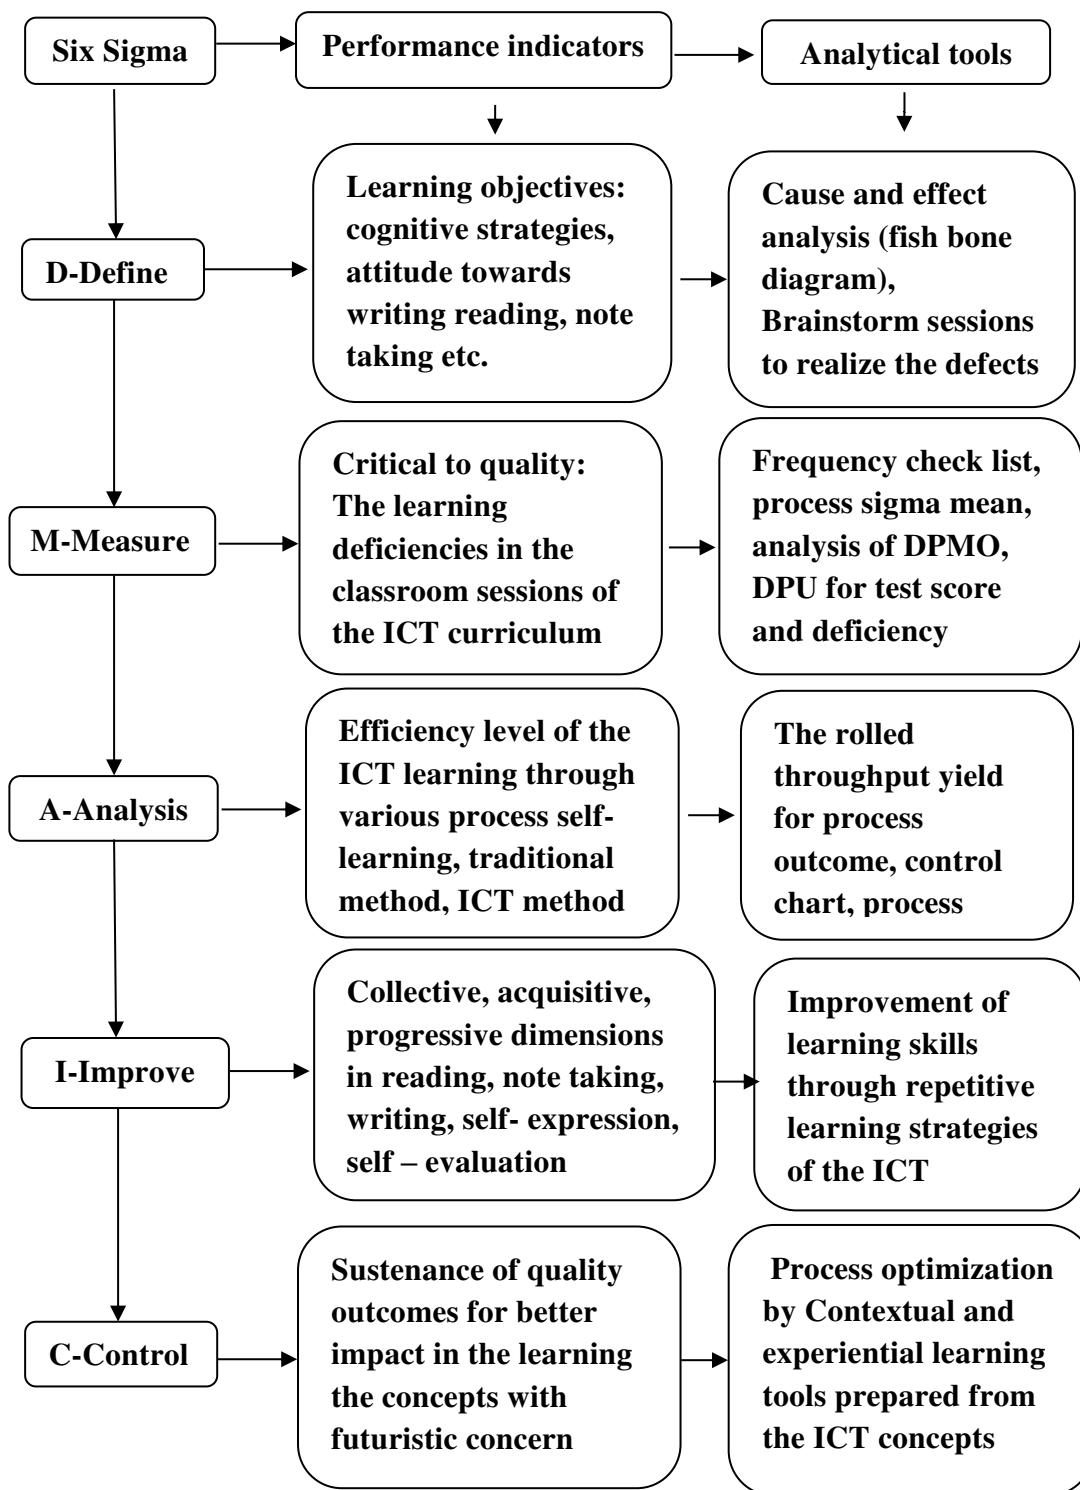 Six Sigma
Performance indicators
Analytical tools
D-Define
Learning objectives:
cognitive strategies,
attitude towards
writing reading, note
taking etc.
Cause and effect
analysis (fish bone
diagram),
Brainstorm sessions
to realize the defects
M-Measure
Critical to quality:
The learning
deficiencies in the
classroom sessions of
the ICT curriculum
Frequency check list,
process sigma mean,
analysis of DPMO,
DPU for test score
and deficiency
A-Analysis
Efficiency level of the
ICT learning through
various process self-
learning, traditional
method, ICT method
The rolled
throughput yield
for process
outcome, control
chart, process
I-Improve
Collective, acquisitive,
progressive dimensions
in reading, note taking,
writing, self- expression,
self – evaluation
Improvement of
learning skills
through repetitive
learning strategies
of the ICT
C-Control
Sustenance of quality
outcomes for better
impact in the learning
the concepts with
futuristic concern
Process optimization
by Contextual and
experiential learning
tools prepared from
the ICT concepts